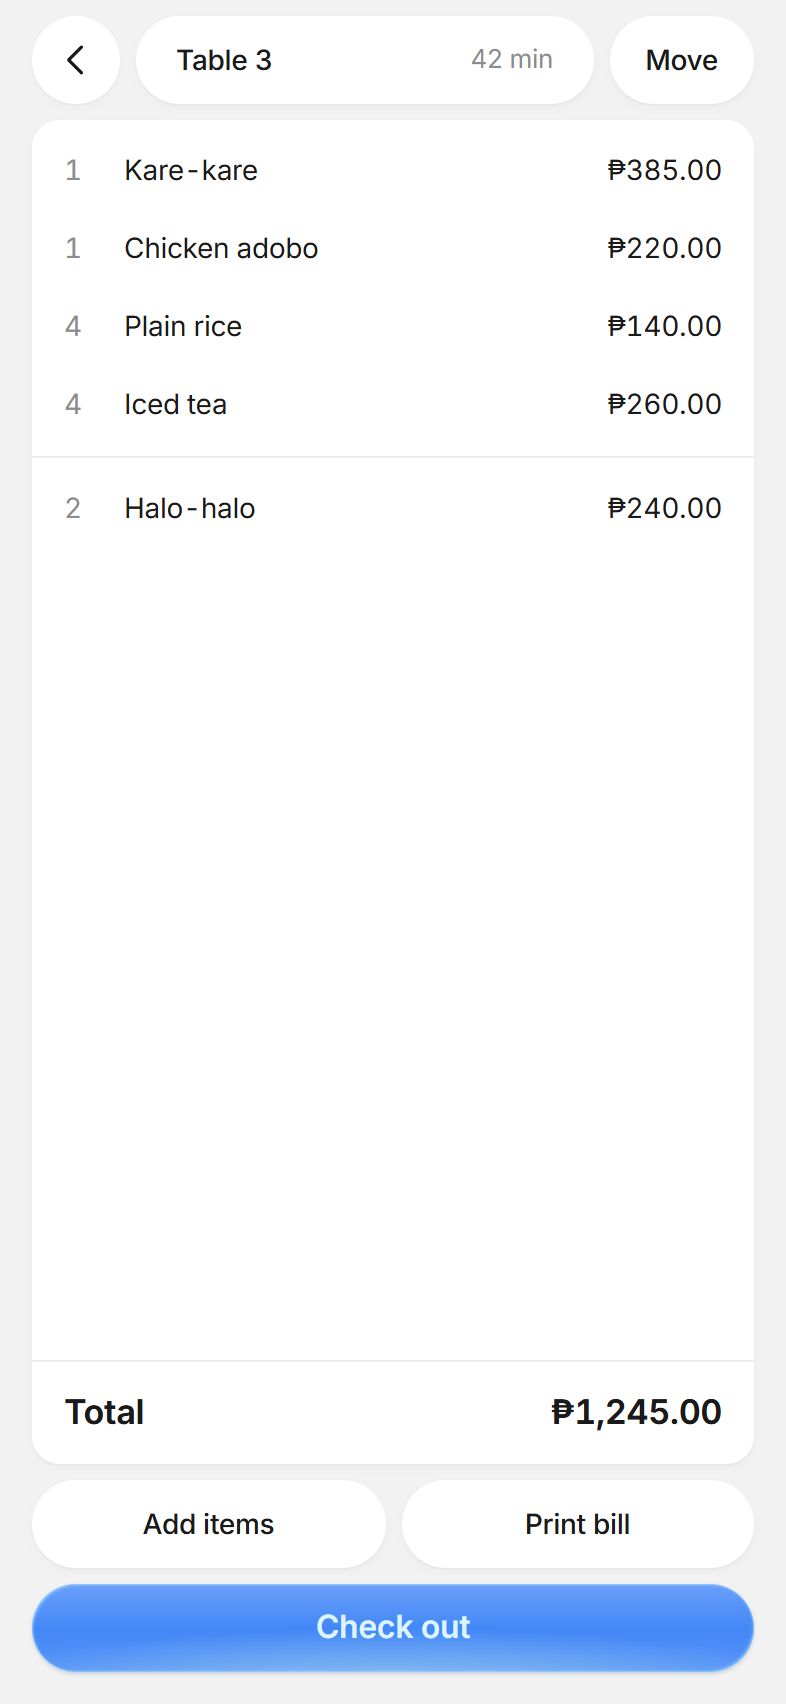 Table 3 42 min Move
1 Kare-kare ₱385.00
1 Chicken adobo ₱220.00
4 Plain rice ₱140.00
4 Iced tea ₱260.00
2 Halo-halo ₱240.00
Total ₱1,245.00
Add items Print bill
Check out